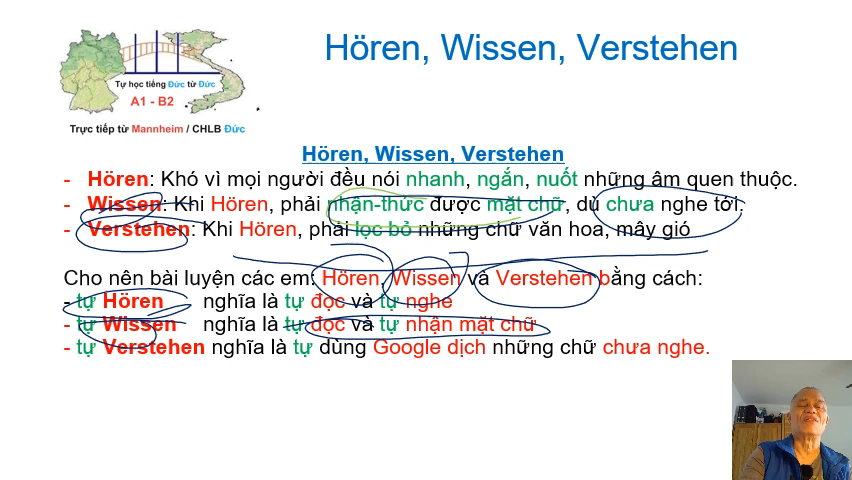 Hören, Wissen, Verstehen
Tự học tiếng Đức từ Đức
A1 - B2
Trực tiếp từ Mannheim / CHLB Đức
Hören, Wissen, Verstehen
- Hören: Khó vì mọi người đều nói nhanh, ngắn, nuốt những âm quen thuộc.
- Wissen: Khi Hören, phải nhận-thức được mặt chữ, dù chưa nghe tới.
- Verstehen: Khi Hören, phải lọc bỏ những chữ văn hoa, mây gió
Cho nên bài luyện các em: Hören, Wissen và Verstehen bằng cách:
- tự Hören nghĩa là tự đọc và tự nghe
- tự Wissen nghĩa là tự đọc và tự nhận mặt chữ
- tự Verstehen nghĩa là tự dùng Google dịch những chữ chưa nghe.